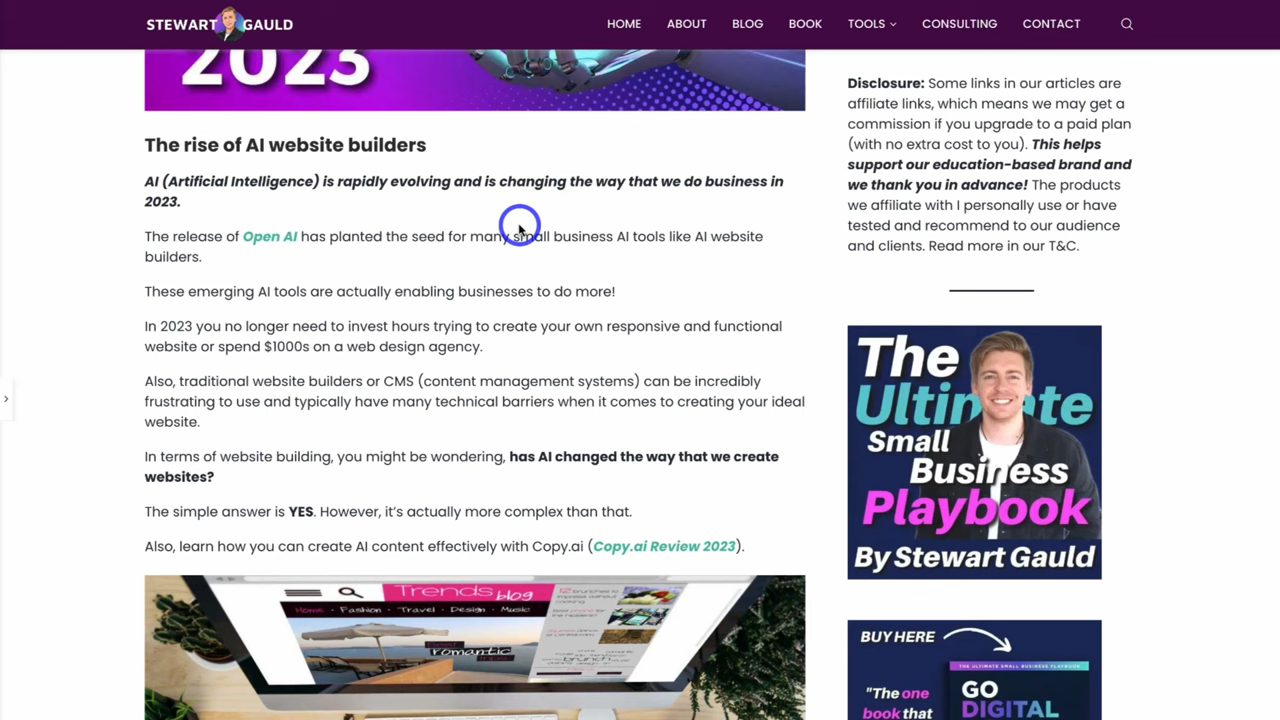 STEWART GAULD
HOME ABOUT BLOG BOOK TOOLS CONSULTING CONTACT
2023
The rise of AI website builders
AI (Artificial Intelligence) is rapidly evolving and is changing the way that we do business in
2023.
The release of Open AI has planted the seed for many small business AI tools like AI website
builders.
These emerging AI tools are actually enabling businesses to do more!
In 2023 you no longer need to invest hours trying to create your own responsive and functional
website or spend $1000s on a web design agency.
Also, traditional website builders or CMS (content management systems) can be incredibly
frustrating to use and typically have many technical barriers when it comes to creating your ideal
website.
In terms of website building, you might be wondering, has AI changed the way that we create
websites?
The simple answer is YES. However, it’s actually more complex than that.
Also, learn how you can create AI content effectively with Copy.ai (Copy.ai Review 2023).
Trends blog
Home Fashion Travel Design Music
romantic
Disclosure: Some links in our articles are
affiliate links, which means we may get a
commission if you upgrade to a paid plan
(with no extra cost to you). This helps
support our education-based brand and
we thank you in advance! The products
we affiliate with I personally use or have
tested and recommend to our audience
and clients. Read more in our T&C.
The
Ultimate
Small
Business
Playbook
By Stewart Gauld
BUY HERE
THE ULTIMATE SMALL BUSINESS PLAYBOOK
"The one
book that
GO
DIGITAL